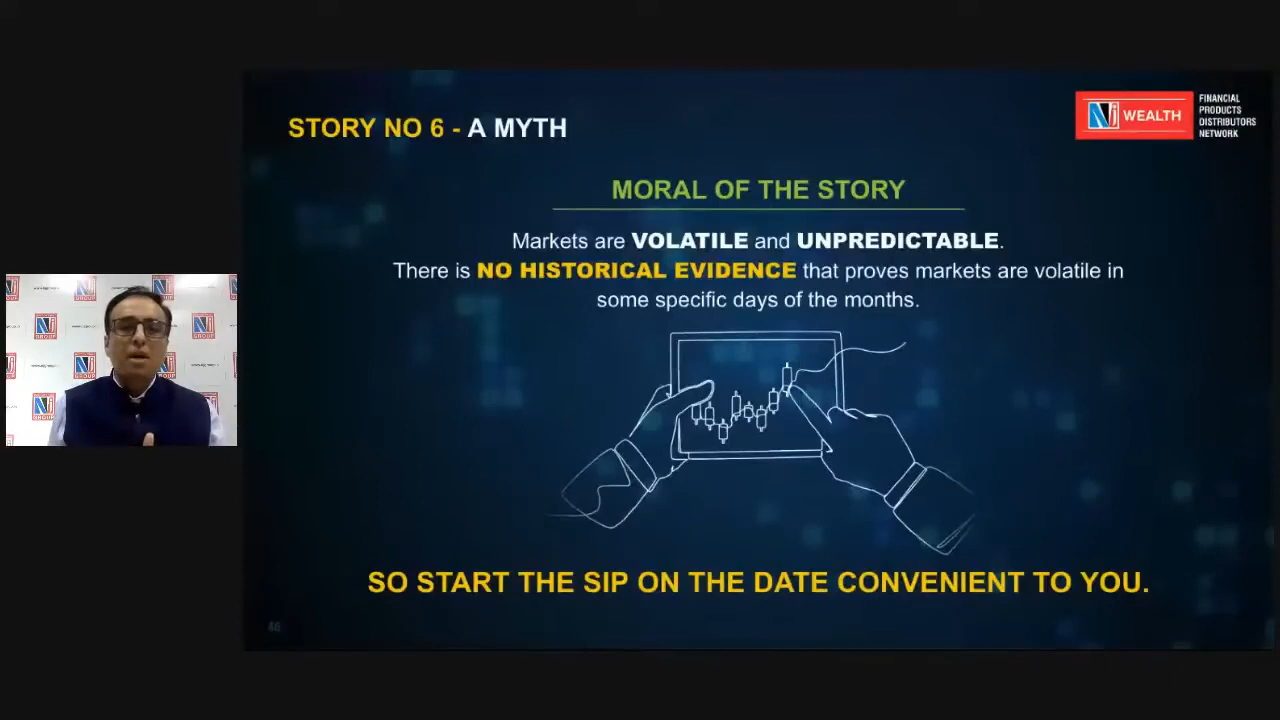 STORY NO 6 - A MYTH
NJ WEALTH
FINANCIAL
PRODUCTS
DISTRIBUTORS
NETWORK
MORAL OF THE STORY
Markets are VOLATILE and UNPREDICTABLE.
There is NO HISTORICAL EVIDENCE that proves markets are volatile in
some specific days of the months.
SO START THE SIP ON THE DATE CONVENIENT TO YOU.
46